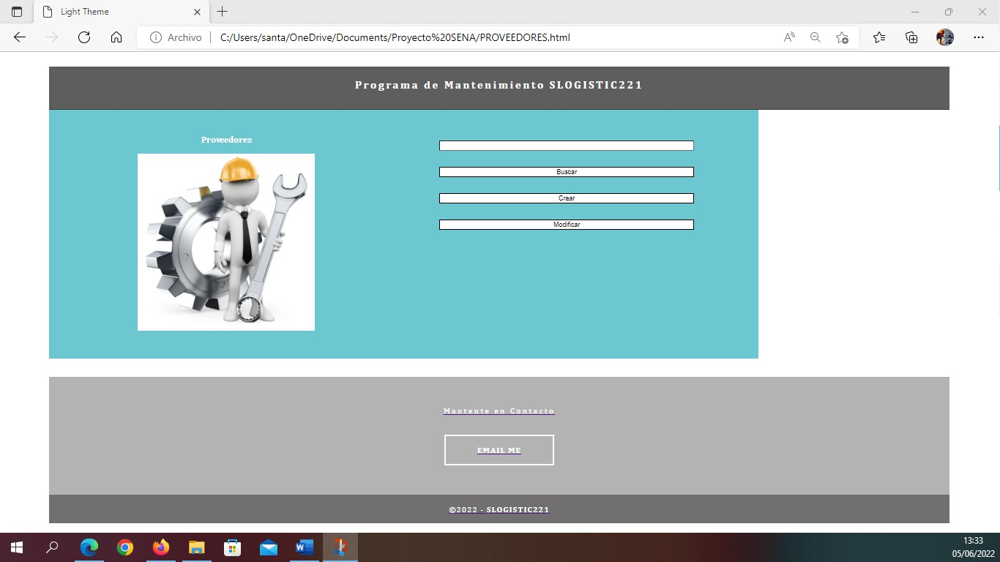 Light Theme
Archivo
C:/Users/santa/OneDrive/Documents/Proyecto%20SENA/PROVEEDORES.html
Programa de Mantenimiento SLOGISTIC221
Proveedores
Buscar
Crear
Modificar
Mantente en Contacto
EMAIL ME
©2022 - SLOGISTIC221
13:33
05/06/2022